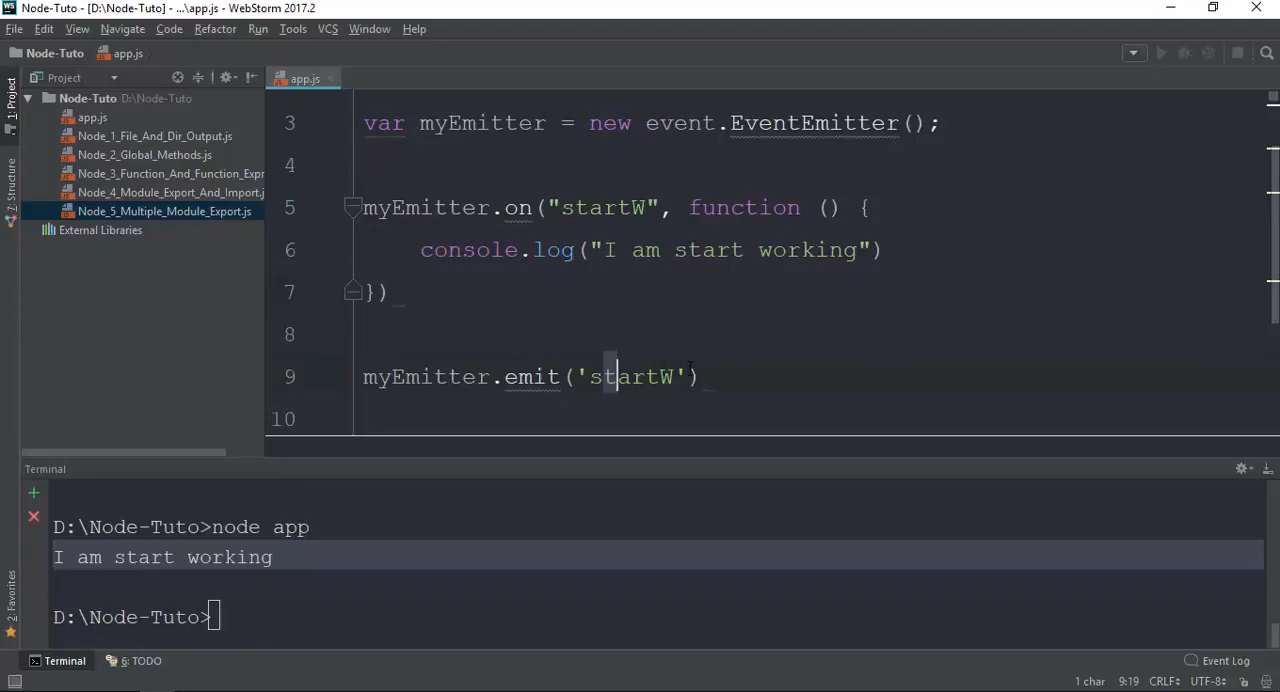 WS Node-Tuto - [D:\Node-Tuto] - ...\app.js - WebStorm 2017.2
File Edit View Navigate Code Refactor Run Tools VCS Window Help
Node-Tuto app.js
1: Project
Project
app.js
Node-Tuto D:\Node-Tuto
app.js
Node_1_File_And_Dir_Output.js
Node_2_Global_Methods.js
Node_3_Function_And_Function_Expr
Node_4_Module_Export_And_Import.j
Node_5_Multiple_Module_Export.js
External Libraries
Z: Structure
3 var myEmitter = new event.EventEmitter();
4
5 myEmitter.on("startW", function () {
6 console.log("I am start working")
7 })
8
9 myEmitter.emit('startW')
10
Terminal
D:\Node-Tuto>node app
I am start working
D:\Node-Tuto>
2: Favorites
Terminal 6: TODO Event Log
1 char 9:19 CRLF UTF-8